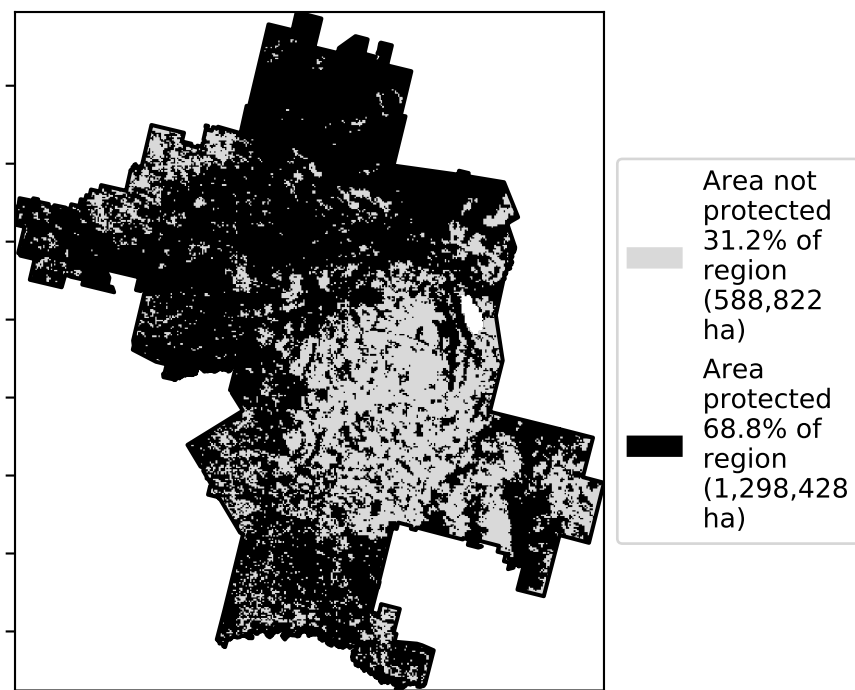 Area not
protected
31.2% of
region
(588,822
ha)
Area
protected
68.8% of
region
(1,298,428
ha)